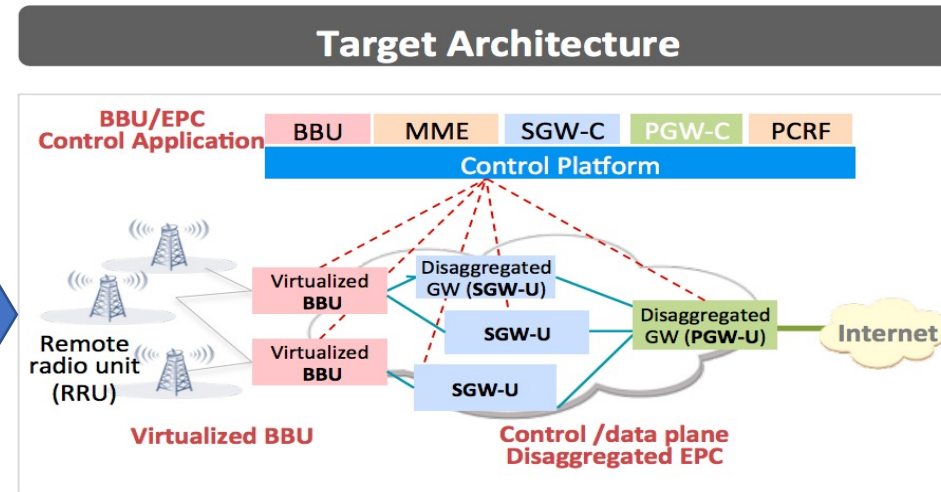 Target Architecture
BBU/EPC
Control Application
BBU
MME
SGW-C
PGW-C
PCRF
Control Platform
Virtualized
BBU
Disaggregated
GW (SGW-U)
SGW-U
Disaggregated
GW (PGW-U)
Internet
Remote
radio unit
(RRU)
Virtualized
BBU
SGW-U
Virtualized BBU
Control /data plane
Disaggregated EPC